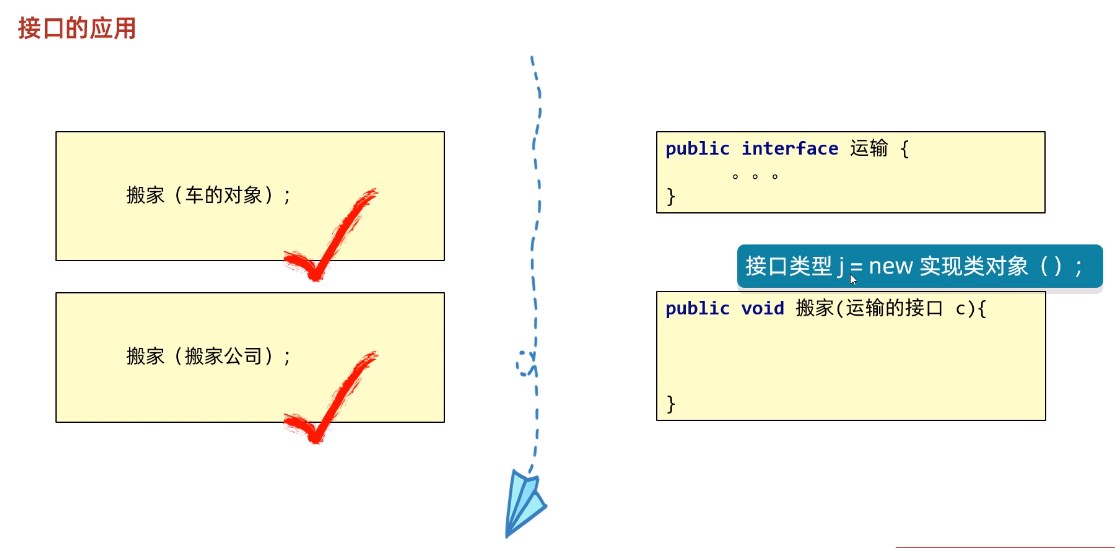 接口的应用
搬家（车的对象）；
搬家（搬家公司）；
public interface 运输 {
。。。
}
接口类型 j = new 实现类对象（）；
public void 搬家(运输的接口 c){
}